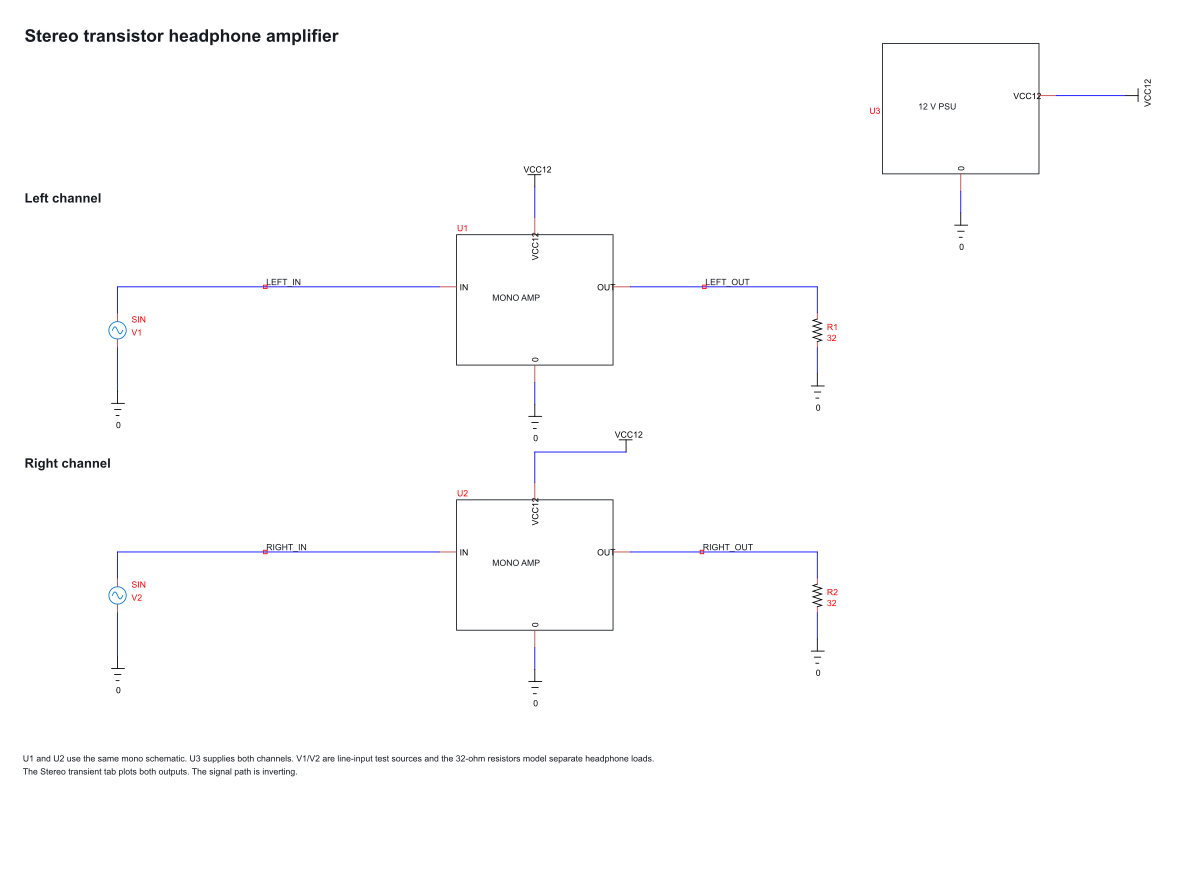 Stereo transistor headphone amplifier
VCC12
VCC12
U3
12 V PSU
0
0
Left channel
VCC12
U1
VCC12
LEFT_IN
IN
MONO AMP
OUT
LEFT_OUT
SIN
V1
R1
32
0
0
0
0
Right channel
VCC12
U2
VCC12
RIGHT_IN
IN
MONO AMP
OUT
RIGHT_OUT
SIN
V2
R2
32
0
0
0
0
U1 and U2 use the same mono schematic. U3 supplies both channels. V1/V2 are line-input test sources and the 32-ohm resistors model separate headphone loads.
The Stereo transient tab plots both outputs. The signal path is inverting.